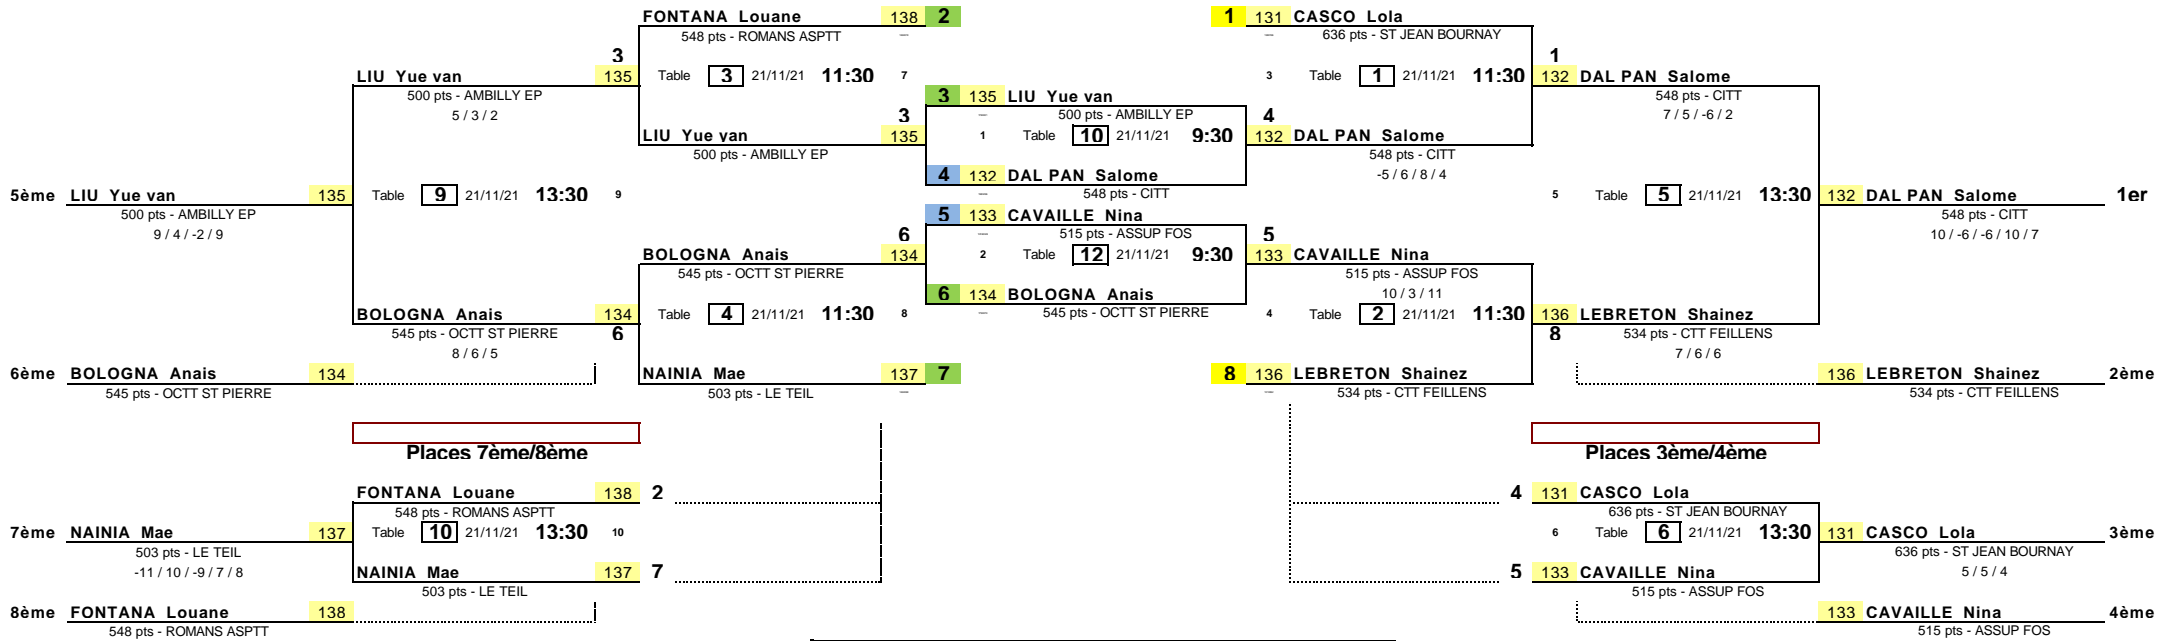 FONTANA Louane 138 2 1 131 CASCO Lola
548 pts - ROMANS ASPTT --- --- 636 pts - ST JEAN BOURNAY
3 1
LIU Yue van 135 Table 3 21/11/21 11:30 7 3 Table 1 21/11/21 11:30 132 DAL PAN Salome
500 pts - AMBILLY EP 3 135 LIU Yue van 548 pts - CITT
5 / 3 / 2 3 --- 500 pts - AMBILLY EP 4 7 / 5 / -6 / 2
LIU Yue van 135 1 Table 10 21/11/21 9:30 132 DAL PAN Salome
500 pts - AMBILLY EP 548 pts - CITT
4 132 DAL PAN Salome -5 / 6 / 8 / 4
5ème LIU Yue van 135 Table 9 21/11/21 13:30 9 --- 548 pts - CITT 5 Table 5 21/11/21 13:30 132 DAL PAN Salome 1er
500 pts - AMBILLY EP 5 133 CAVAILLE Nina 548 pts - CITT
9 / 4 / -2 / 9 6 --- 515 pts - ASSUP FOS 5 10 / -6 / -6 / 10 / 7
BOLOGNA Anais 134 2 Table 12 21/11/21 9:30 133 CAVAILLE Nina
545 pts - OCTT ST PIERRE 515 pts - ASSUP FOS
6 134 BOLOGNA Anais 10 / 3 / 11
BOLOGNA Anais 134 Table 4 21/11/21 11:30 8 --- 545 pts - OCTT ST PIERRE 4 Table 2 21/11/21 11:30 136 LEBRETON Shainez
545 pts - OCTT ST PIERRE 6 8 534 pts - CTT FEILLENS
8 / 6 / 5 7 / 6 / 6
6ème BOLOGNA Anais 134 NAINIA Mae 137 7 8 136 LEBRETON Shainez 136 LEBRETON Shainez 2ème
545 pts - OCTT ST PIERRE 503 pts - LE TEIL --- --- 534 pts - CTT FEILLENS 534 pts - CTT FEILLENS
Places 7ème/8ème Places 3ème/4ème
FONTANA Louane 138 2 4 131 CASCO Lola
548 pts - ROMANS ASPTT 636 pts - ST JEAN BOURNAY
7ème NAINIA Mae 137 Table 10 21/11/21 13:30 10 6 Table 6 21/11/21 13:30 131 CASCO Lola 3ème
503 pts - LE TEIL 636 pts - ST JEAN BOURNAY
-11 / 10 / -9 / 7 / 8 NAINIA Mae 137 7 5 133 CAVAILLE Nina 5 / 5 / 4
503 pts - LE TEIL 515 pts - ASSUP FOS
8ème FONTANA Louane 138 133 CAVAILLE Nina 4ème
548 pts - ROMANS ASPTT 515 pts - ASSUP FOS